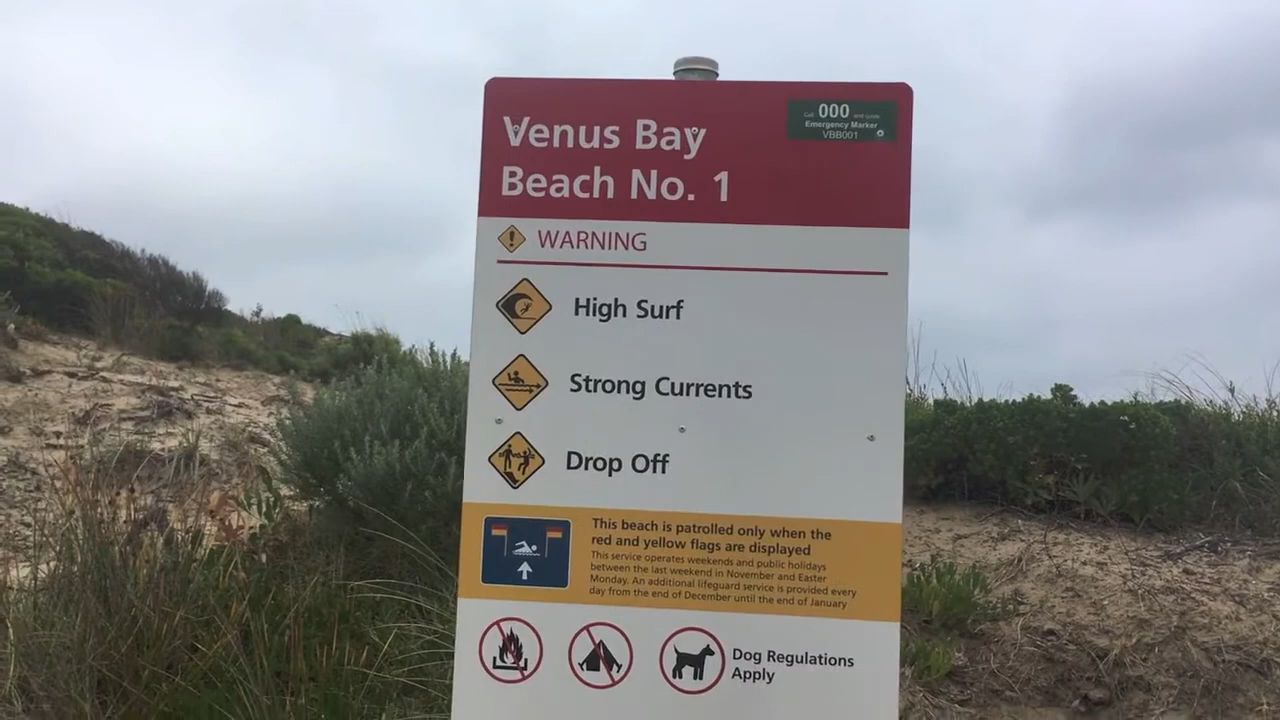 Venus Bay
Beach No. 1
Call 000 and quote
Emergency Marker
VBB001
WARNING
High Surf
Strong Currents
Drop Off
This beach is patrolled only when the
red and yellow flags are displayed
This service operates weekends and public holidays
between the last weekend in November and Easter
Monday. An additional lifeguard service is provided every
day from the end of December until the end of January
Dog Regulations
Apply